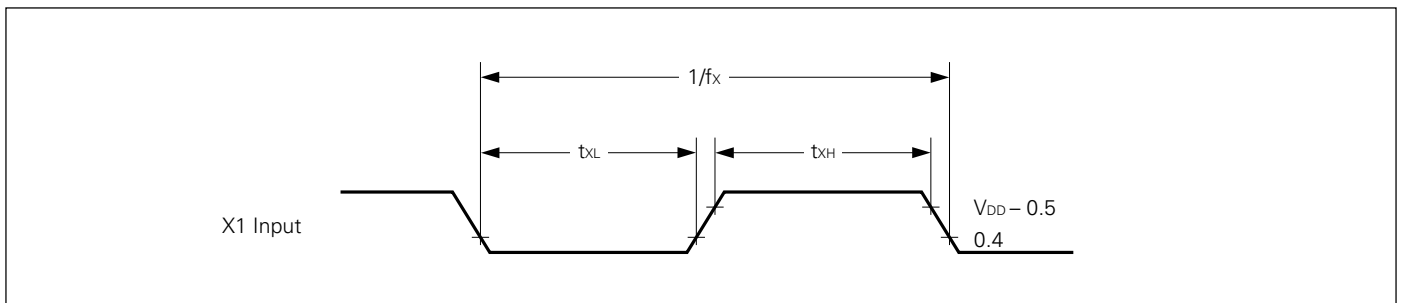 1/fX
tXL
tXH
X1 Input
VDD – 0.5
0.4